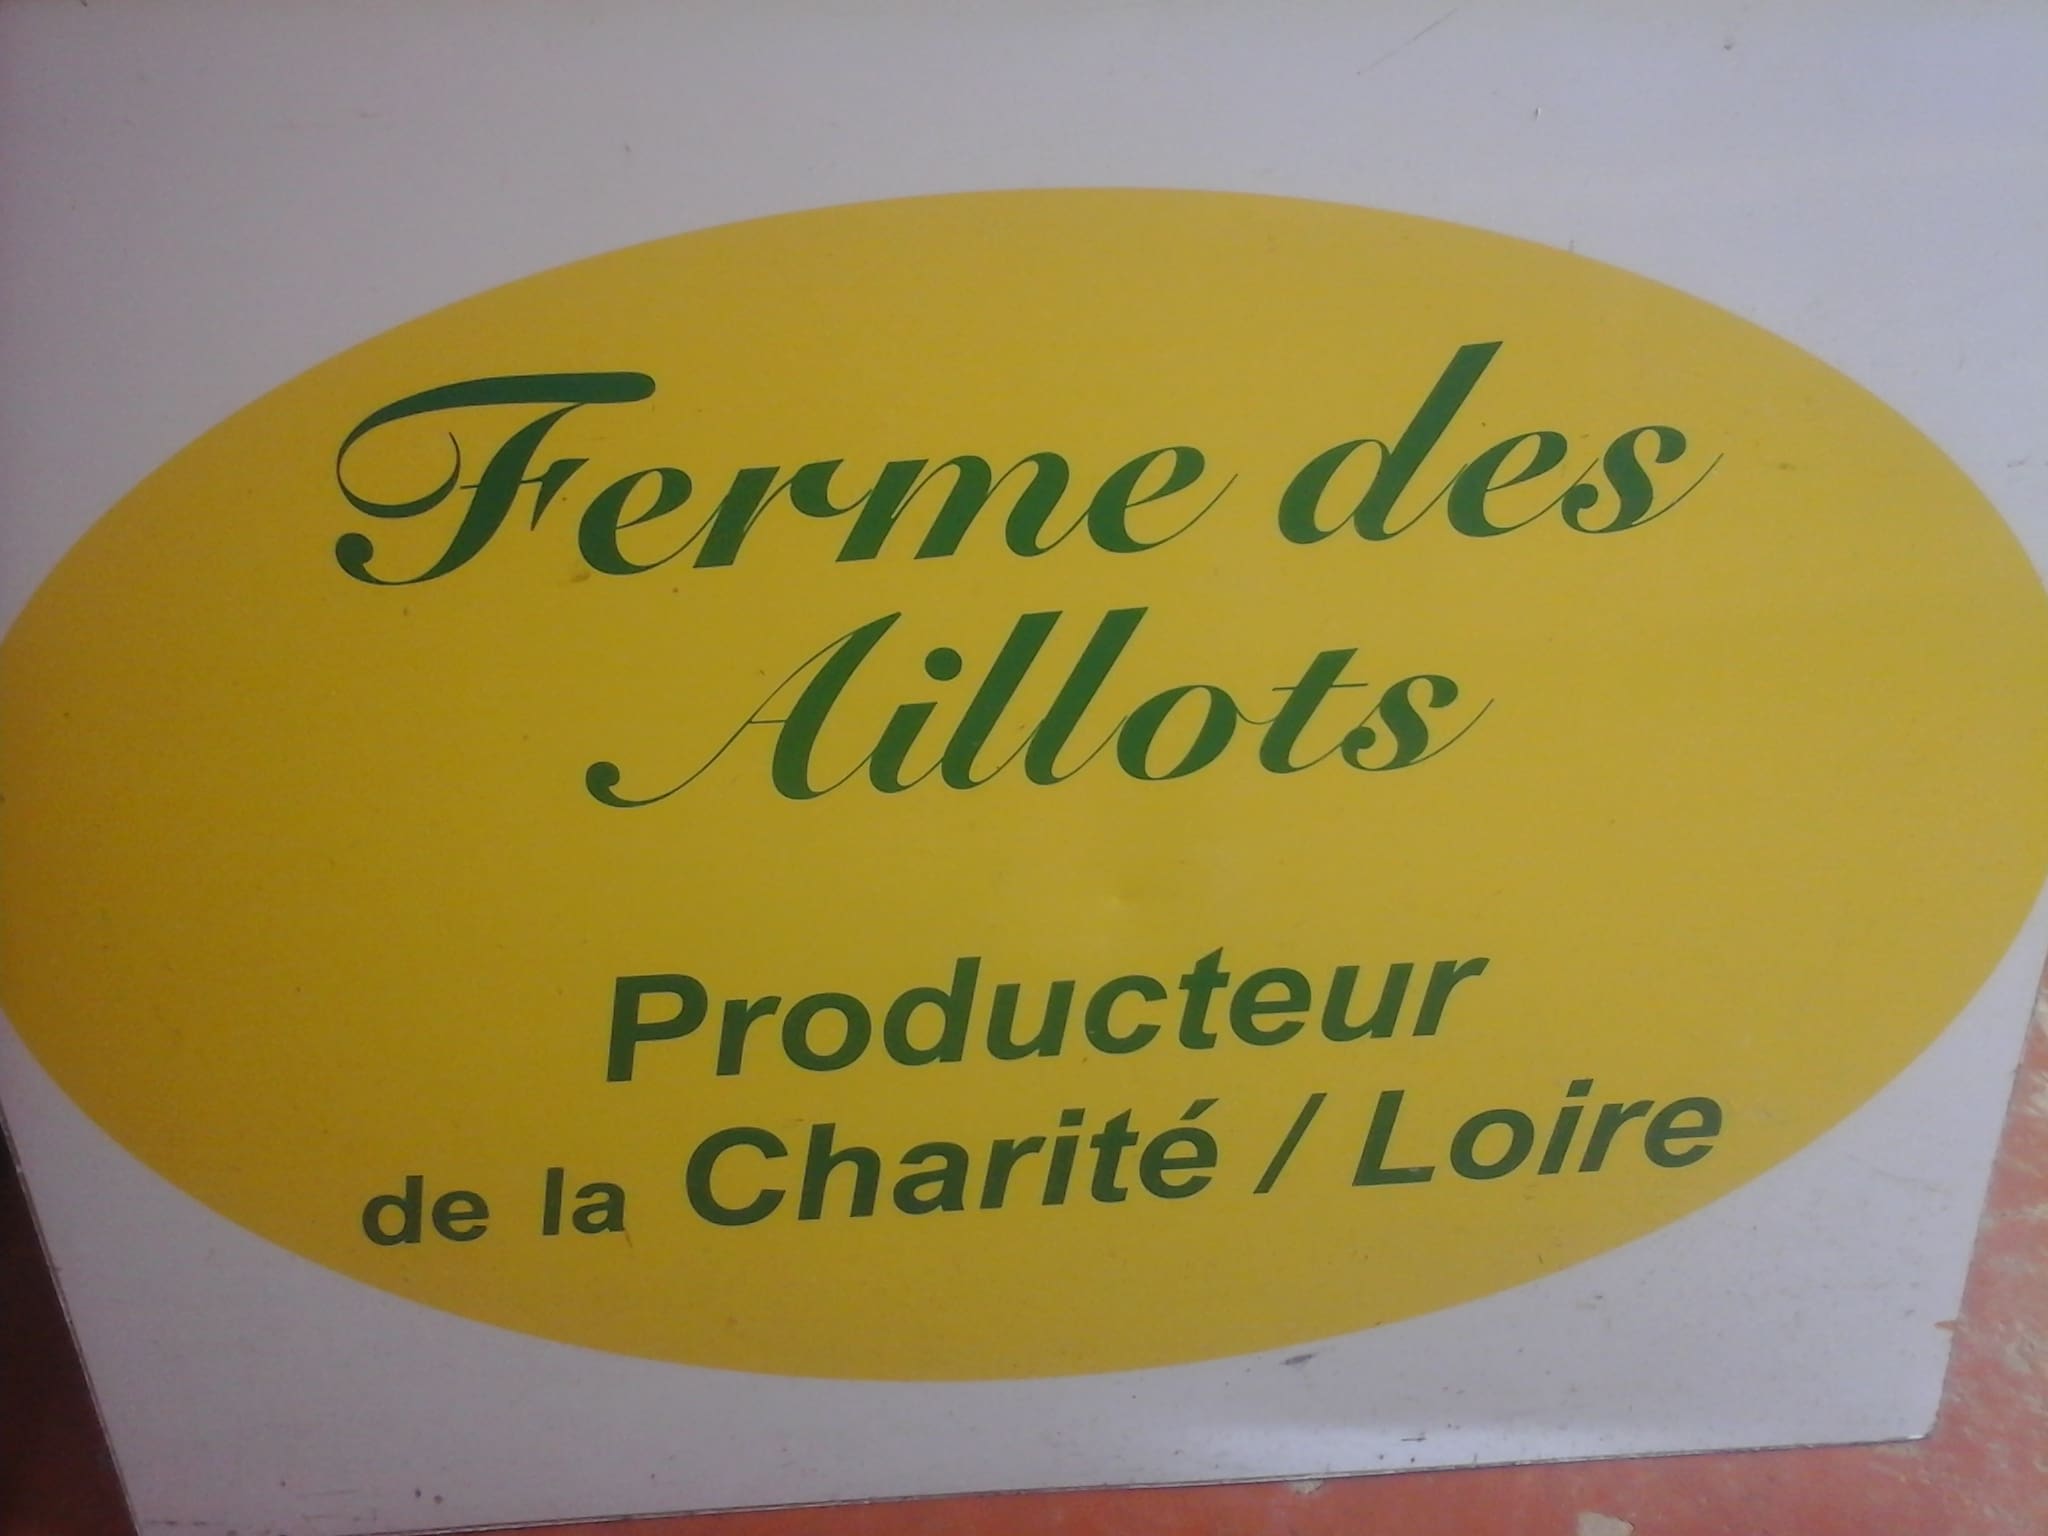 Ferme des
Aillots
Producteur
de la Charité / Loire